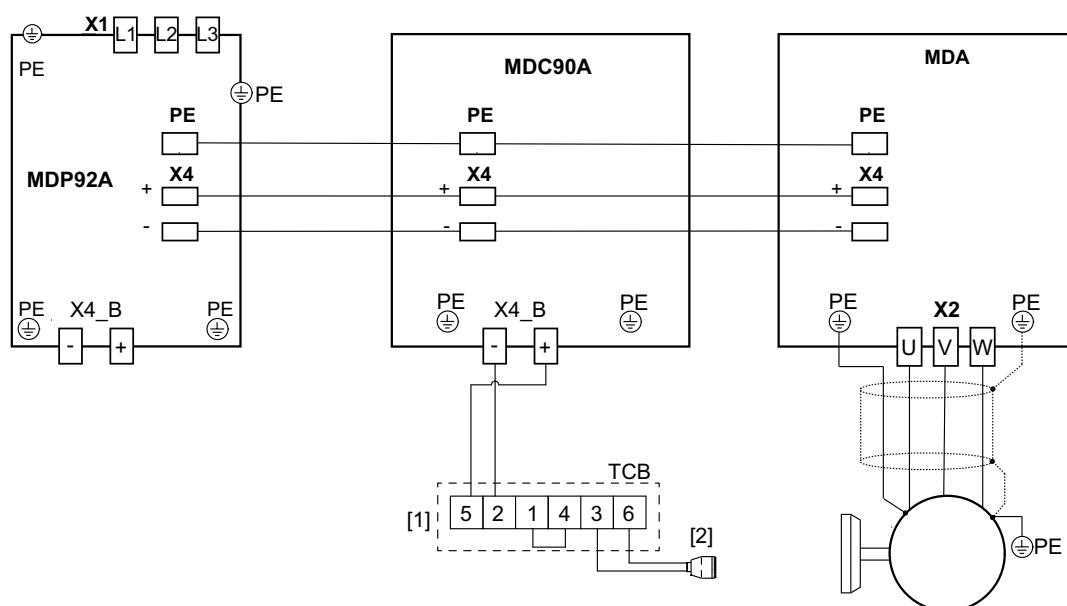 X1 L1 L2 L3
PE
PE
MDP92A
PE
+ X4
-
PE
X4_B
PE
- +
MDC90A
PE
+ X4
-
PE
X4_B
PE
- +
TCB
[1]
5 2 1 4 3 6
[2]
MDA
PE
+ X4
-
PE
X2
PE
U V W
PE